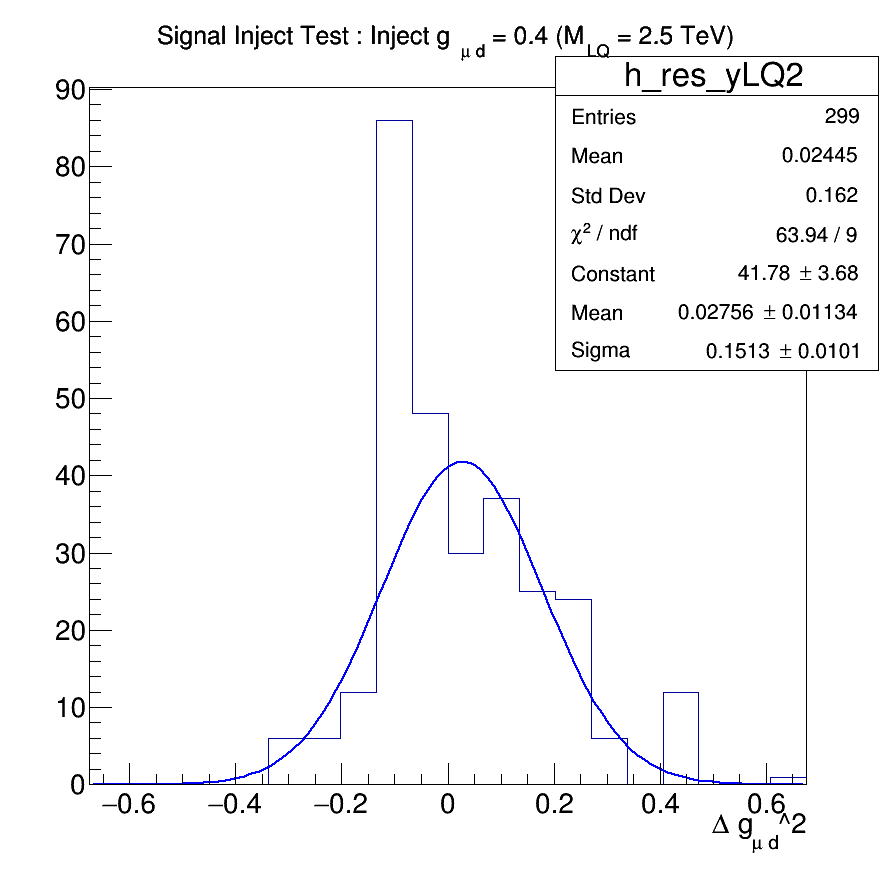 Signal Inject Test : Inject g μ d = 0.4 (M LQ = 2.5 TeV)
h_res_yLQ2
Entries 299
Mean 0.02445
Std Dev 0.162
χ² / ndf 63.94 / 9
Constant 41.78 ± 3.68
Mean 0.02756 ± 0.01134
Sigma 0.1513 ± 0.0101
90
80
70
60
50
40
30
20
10
0
−0.6 −0.4 −0.2 0 0.2 0.4 0.6
Δ g μ d^2